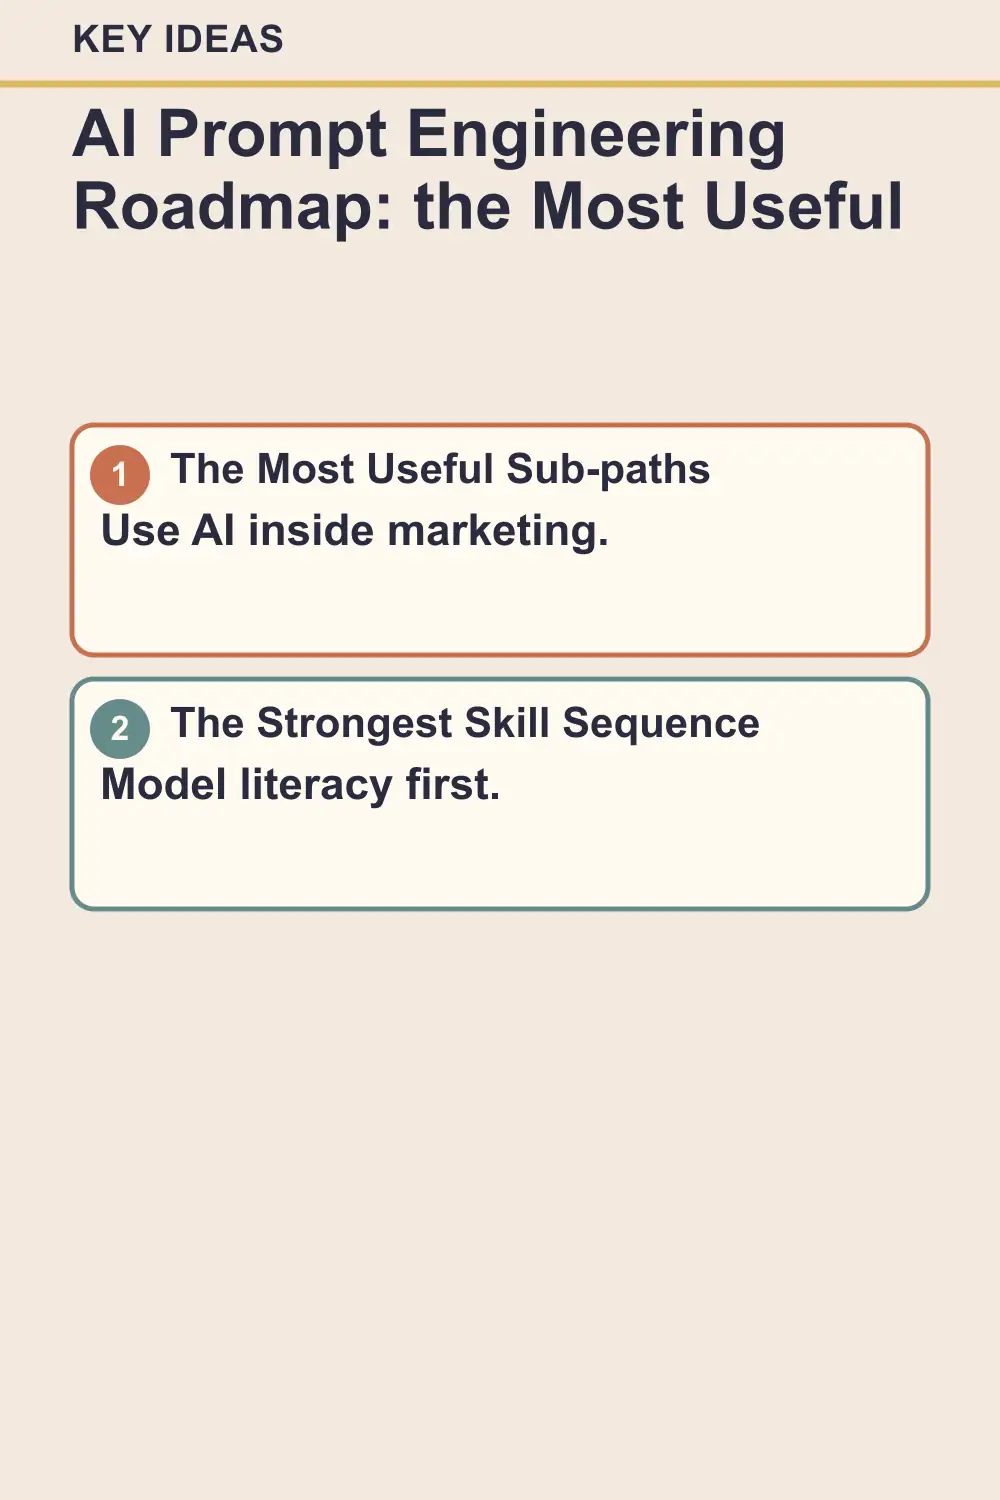 KEY IDEAS
AI Prompt Engineering
Roadmap: the Most Useful
1 The Most Useful Sub-paths
Use AI inside marketing.
2 The Strongest Skill Sequence
Model literacy first.